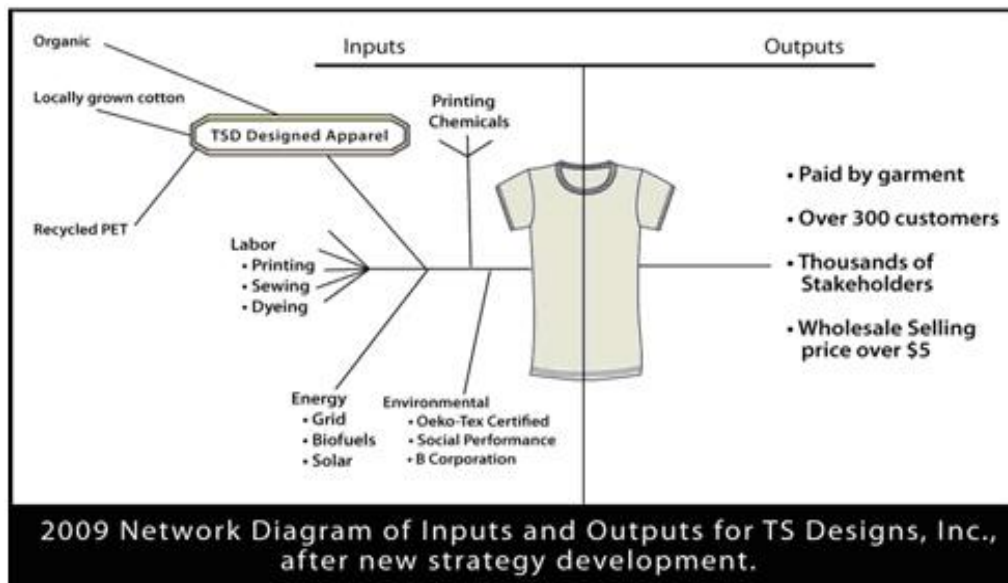 Organic
Inputs
Outputs
Locally grown cotton
TSD Designed Apparel
Printing
Chemicals
Recycled PET
Labor
• Printing
• Sewing
• Dyeing
Energy
• Grid
• Biofuels
• Solar
Environmental
• Oeko-Tex Certified
• Social Performance
• B Corporation
• Paid by garment
• Over 300 customers
• Thousands of
Stakeholders
• Wholesale Selling
price over $5
2009 Network Diagram of Inputs and Outputs for TS Designs, Inc.,
after new strategy development.